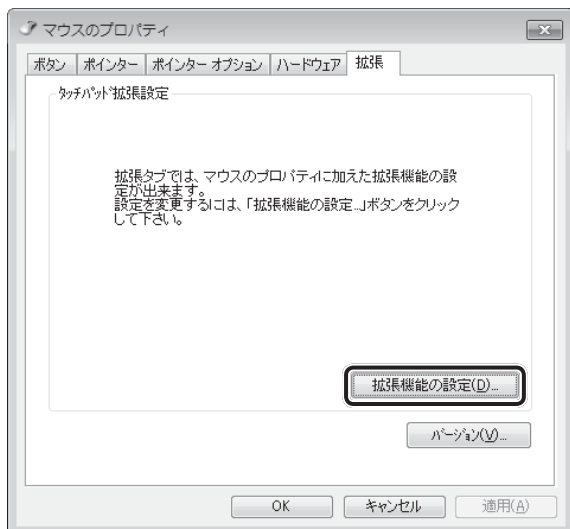 マウスのプロパティ
ボタン ポインター ポインター オプション ハードウェア 拡張
タッチパッド拡張設定
拡張タブでは、マウスのプロパティに加えた拡張機能の設
定が出来ます。
設定を変更するには、「拡張機能の設定...」ボタンをクリック
して下さい。
拡張機能の設定(D)...
バージョン(V)...
OK キャンセル 適用(A)